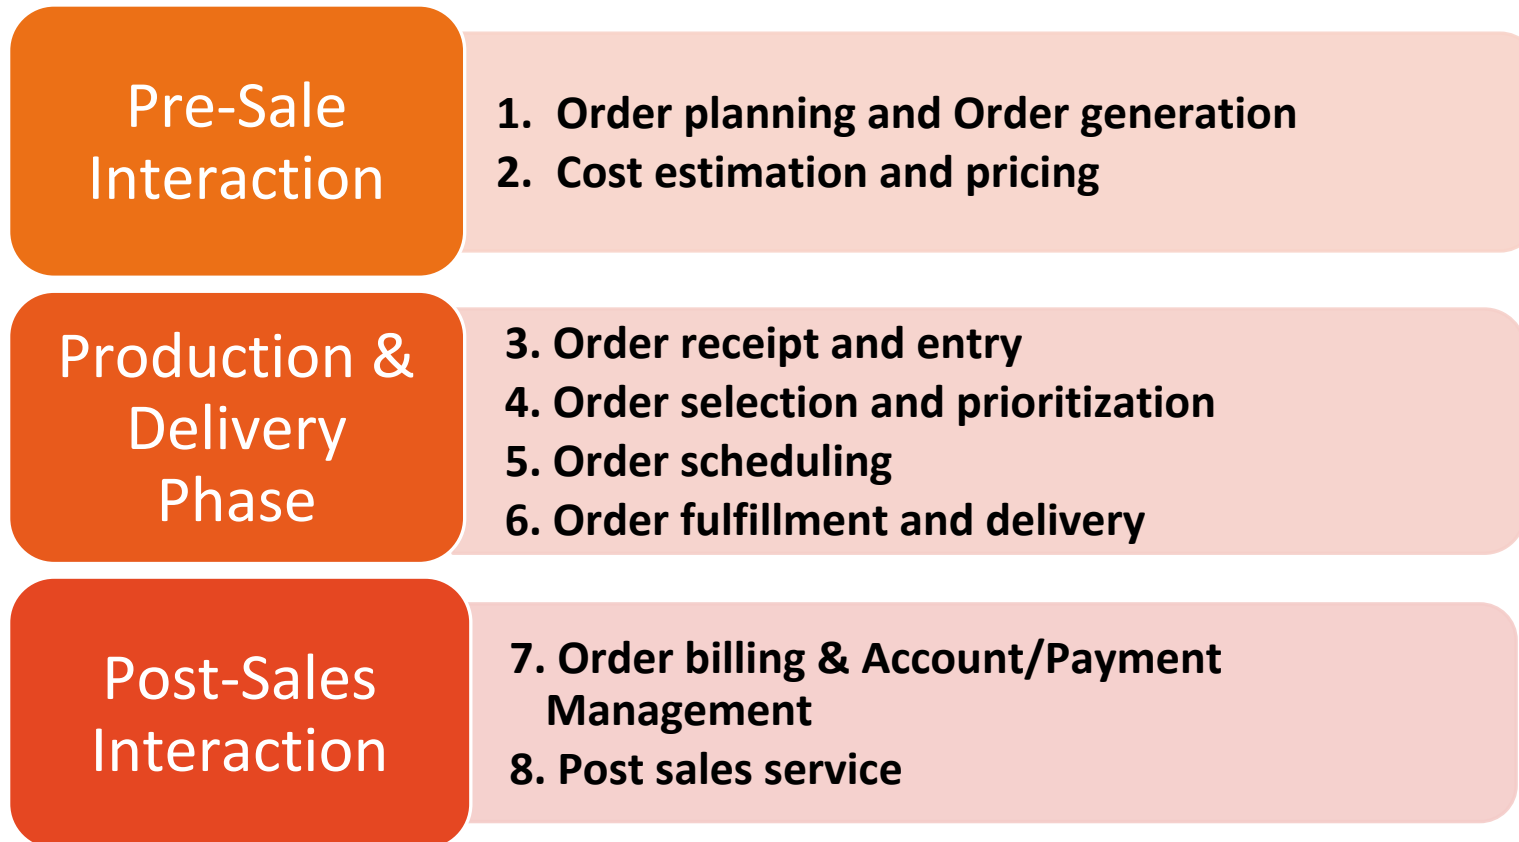 Pre-Sale
Interaction
1. Order planning and Order generation
2. Cost estimation and pricing
Production &
Delivery
Phase
3. Order receipt and entry
4. Order selection and prioritization
5. Order scheduling
6. Order fulfillment and delivery
Post-Sales
Interaction
7. Order billing & Account/Payment
Management
8. Post sales service